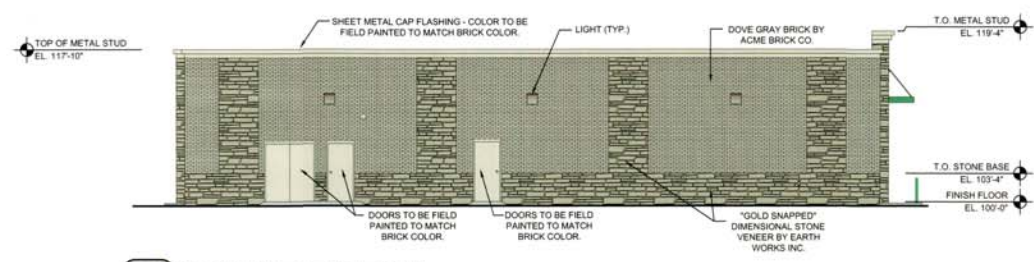 SHEET METAL CAP FLASHING - COLOR TO BE
FIELD PAINTED TO MATCH BRICK COLOR.
LIGHT (TYP.)
DOVE GRAY BRICK BY
ACME BRICK CO.
T.O. METAL STUD
EL. 119'-4"
TOP OF METAL STUD
EL. 117'-10"
T.O. STONE BASE
EL. 103'-4"
FINISH FLOOR
EL. 100'-0"
DOORS TO BE FIELD
PAINTED TO MATCH
BRICK COLOR.
DOORS TO BE FIELD
PAINTED TO MATCH
BRICK COLOR.
"GOLD SNAPPED"
DIMENSIONAL STONE
VENEER BY EARTH
WORKS INC.